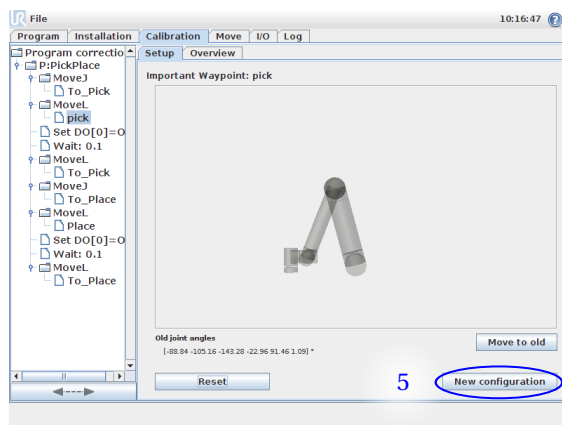 UR File 10:16:47 ?
Program Installation Calibration Move I/O Log
Program correctio
P:PickPlace
MoveJ
To_Pick
MoveL
pick
Set DO[0]=O
Wait: 0.1
MoveL
To_Pick
MoveJ
To_Place
MoveL
Place
Set DO[0]=O
Wait: 0.1
MoveL
To_Place
Setup Overview
Important Waypoint: pick
Old joint angles
[-88.84 -105.16 -143.28 -22.96 91.46 1.09] *
Move to old
Reset
5
New configuration